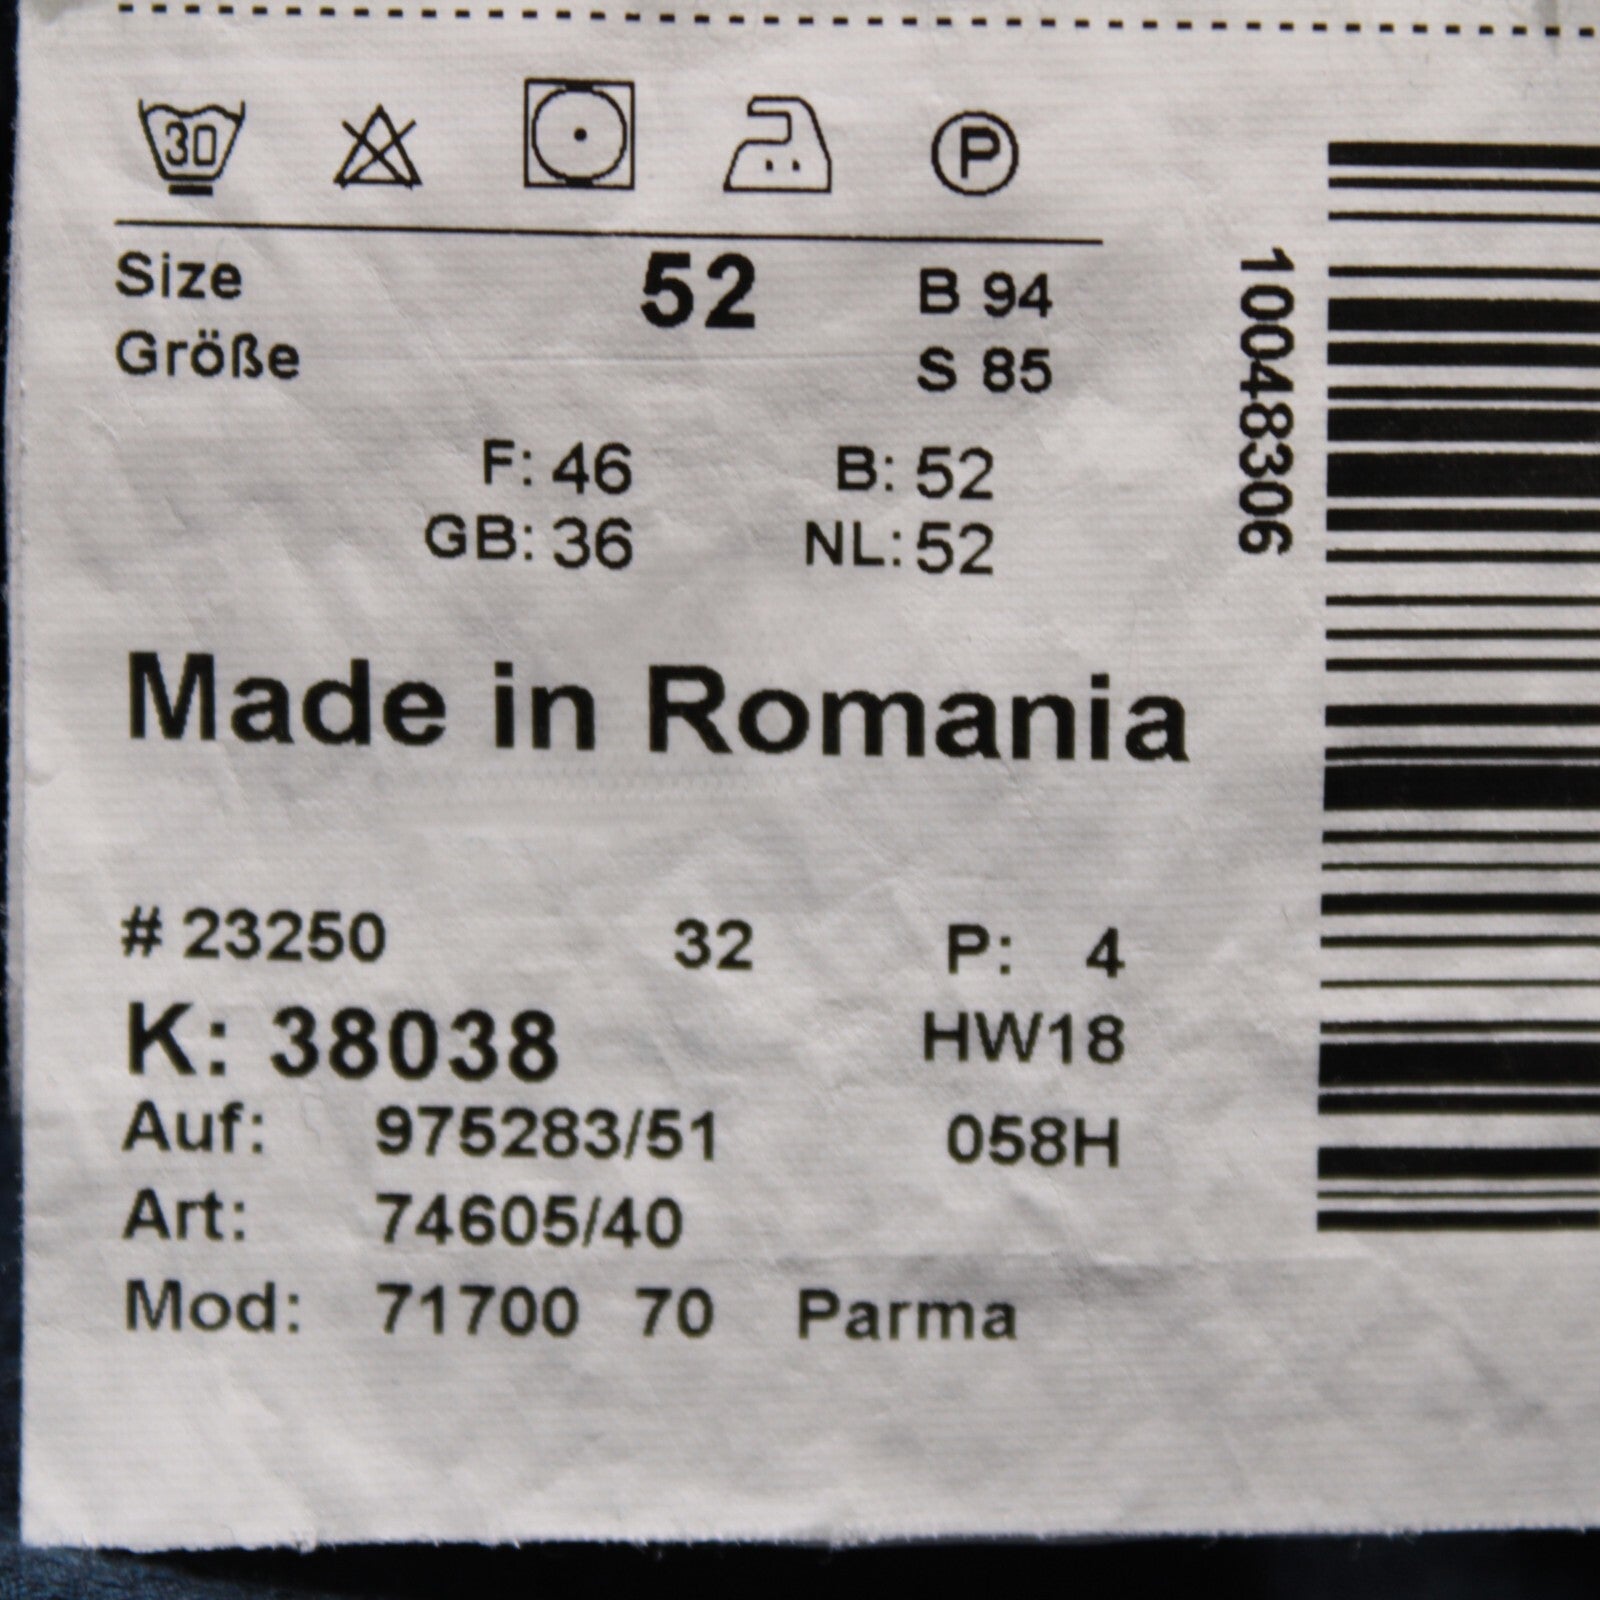 30
P
Size 52 B 94
Größe S 85
F: 46 B: 52
GB: 36 NL: 52
Made in Romania
# 23250 32 P: 4
K: 38038 HW18
Auf: 975283/51 058H
Art: 74605/40
Mod: 71700 70 Parma
10048306